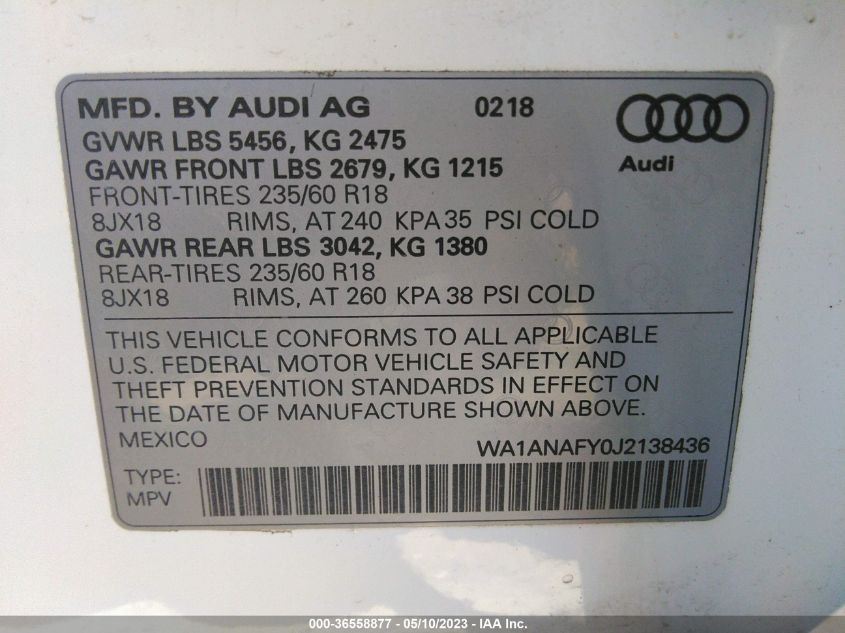 MFD. BY AUDI AG 0218
GVWR LBS 5456, KG 2475
GAWR FRONT LBS 2679, KG 1215
Audi
FRONT-TIRES 235/60 R18
8JX18 RIMS, AT 240 KPA 35 PSI COLD
GAWR REAR LBS 3042, KG 1380
REAR-TIRES 235/60 R18
8JX18 RIMS, AT 260 KPA 38 PSI COLD
THIS VEHICLE CONFORMS TO ALL APPLICABLE
U.S. FEDERAL MOTOR VEHICLE SAFETY AND
THEFT PREVENTION STANDARDS IN EFFECT ON
THE DATE OF MANUFACTURE SHOWN ABOVE.
MEXICO
WA1ANAFY0J2138436
TYPE:
MPV
000-36558877 - 05/10/2023 - IAA Inc.